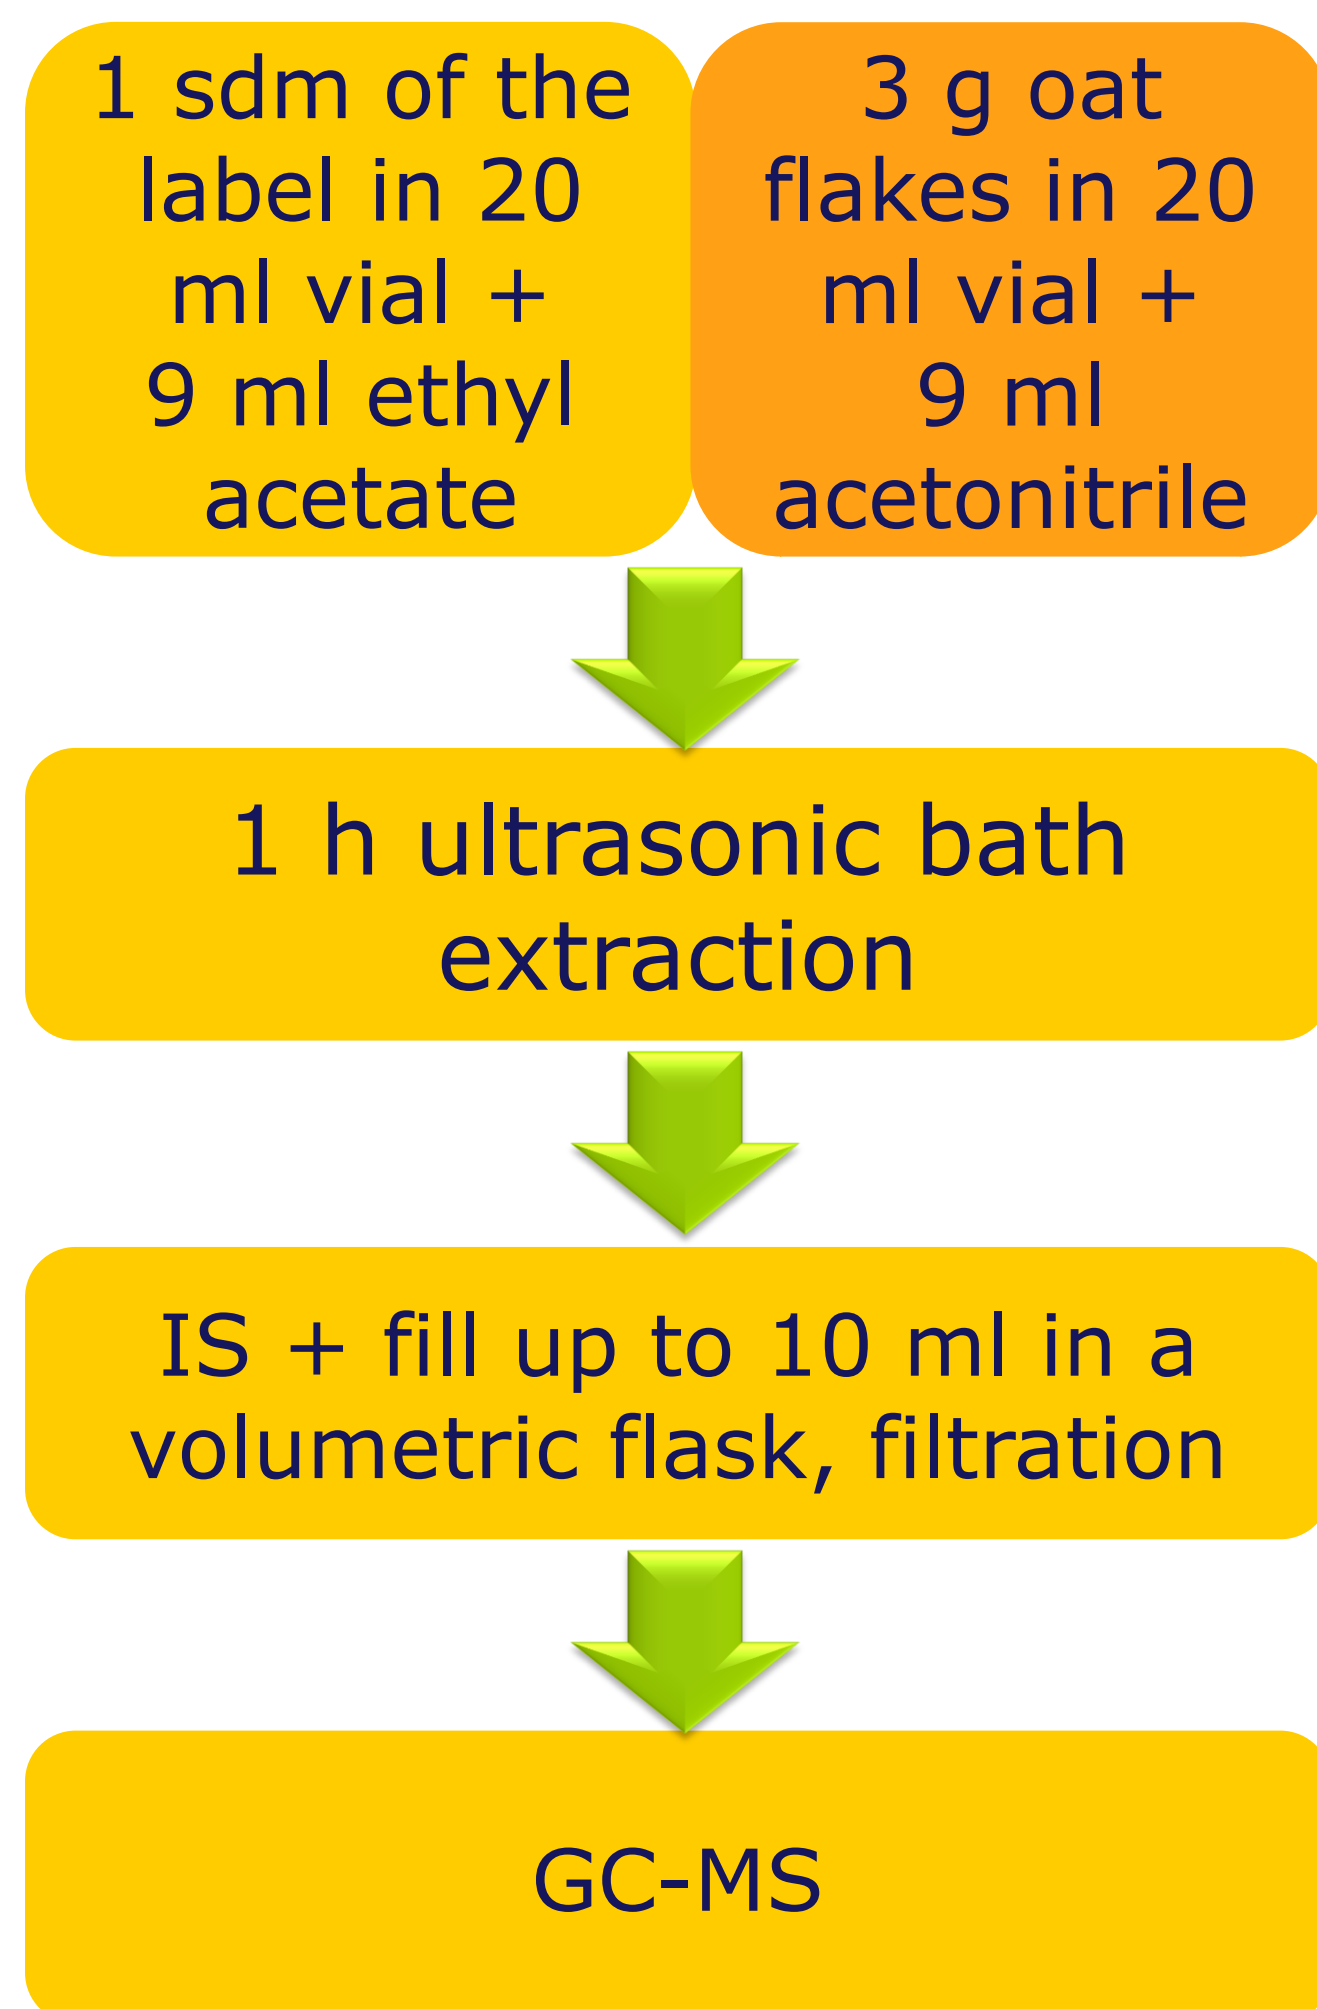 1 sdm of the
label in 20
ml vial +
9 ml ethyl
acetate
3 g oat
flakes in 20
ml vial +
9 ml
acetonitrile
1 h ultrasonic bath
extraction
IS + fill up to 10 ml in a
volumetric flask, filtration
GC-MS